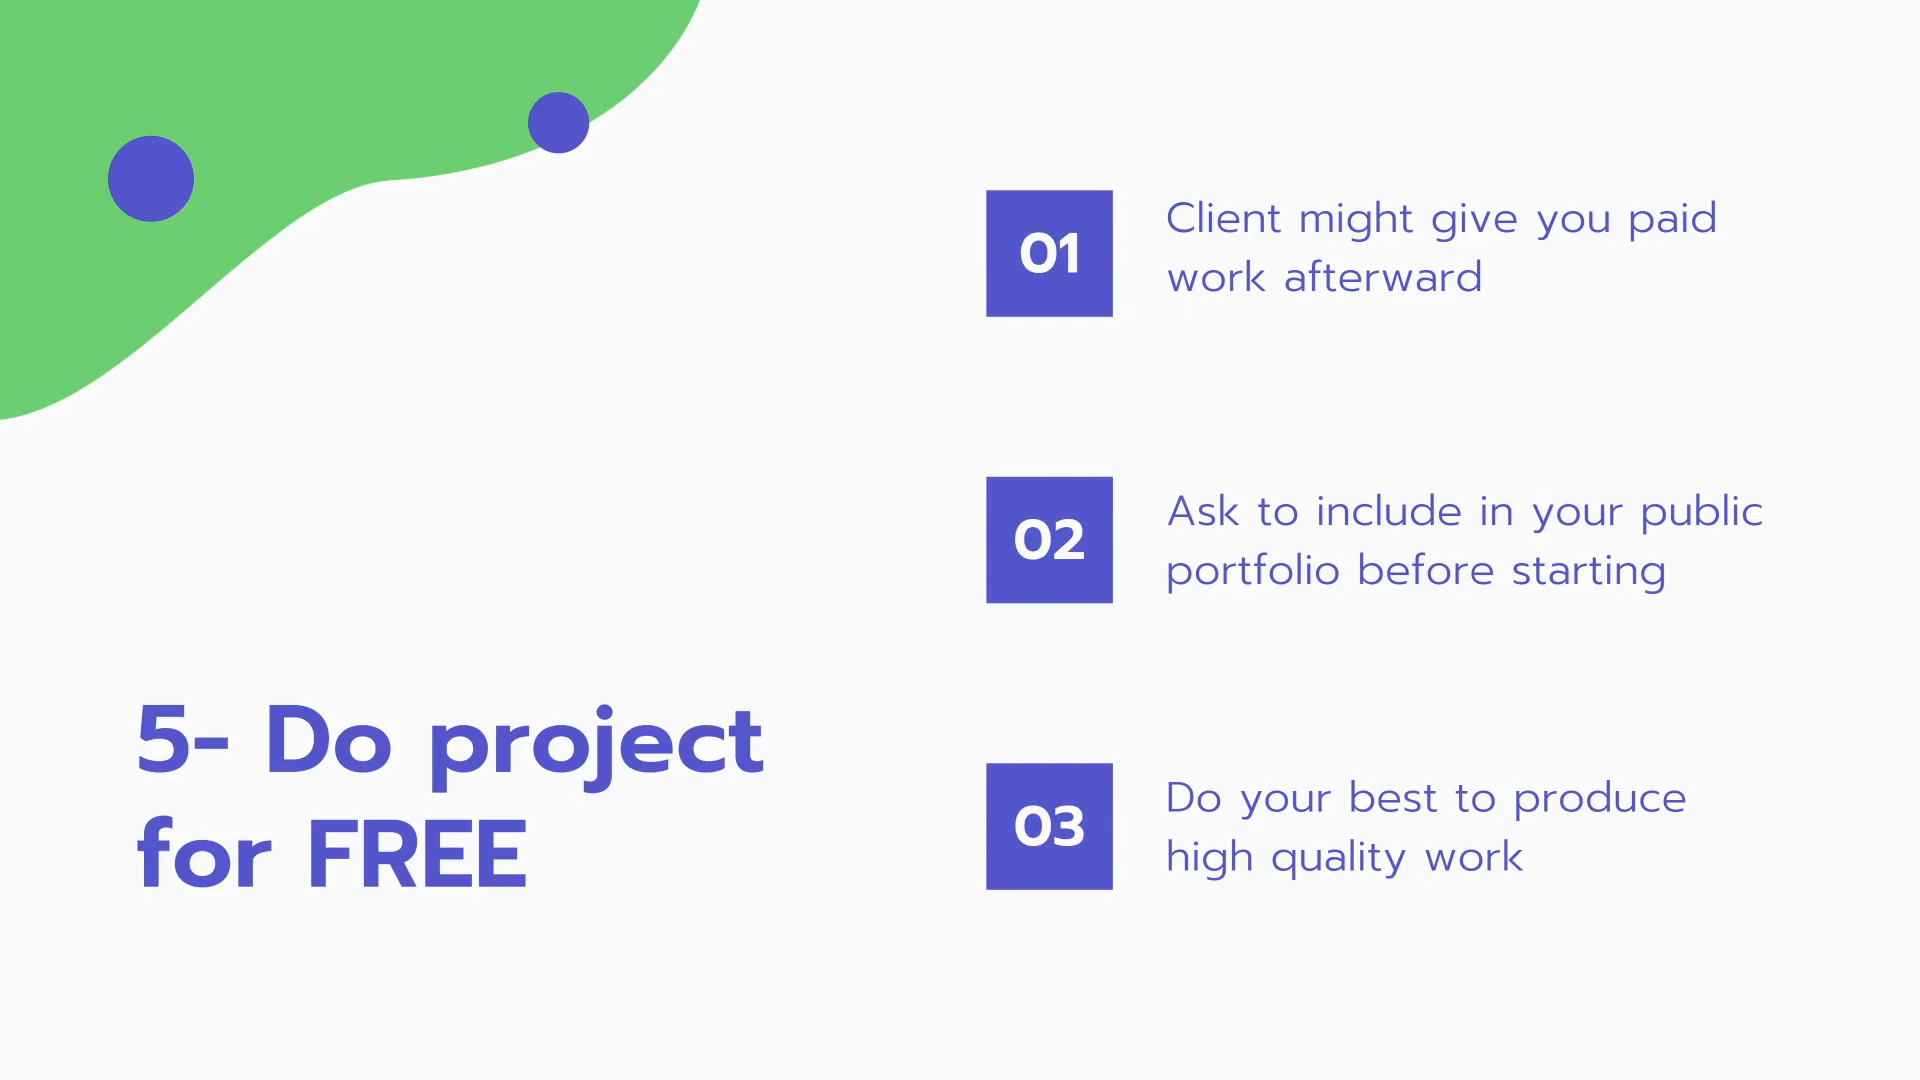 5- Do project
for FREE
01
Client might give you paid
work afterward
02
Ask to include in your public
portfolio before starting
03
Do your best to produce
high quality work